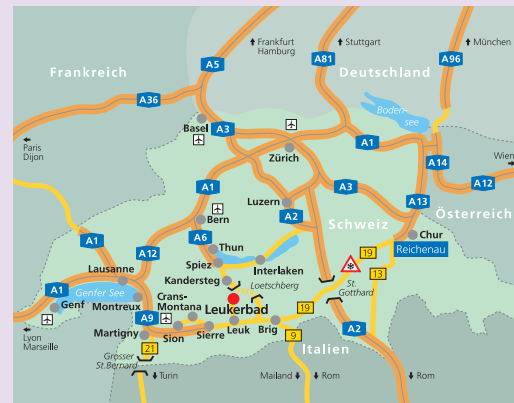 Frankfurt
Hamburg
Stuttgart
München
A5
A81
A96
Frankreich
Deutschland
A36
A3
Boden-
see
Basel
A1
Paris
Dijon
Zürich
A14
Wien
A12
A1
A3
Luzern
A2
A13
Bern
Schweiz
Österreich
A1
A6
A12
Thun
Chur
Reichenau
19
13
Spiez
Interlaken
Lausanne
Kandersteg
Loetschberg
St.
Gotthard
A1
Genfer See
Genf
Montreux
Crans-
Montana
Leukerbad
19
A9
Martigny
Sion
Sierre
Leuk
Brig
A2
Lyon
Marseille
21
9
Italien
Grosser
St.Bernard
Turin
Mailand
Rom
Rom